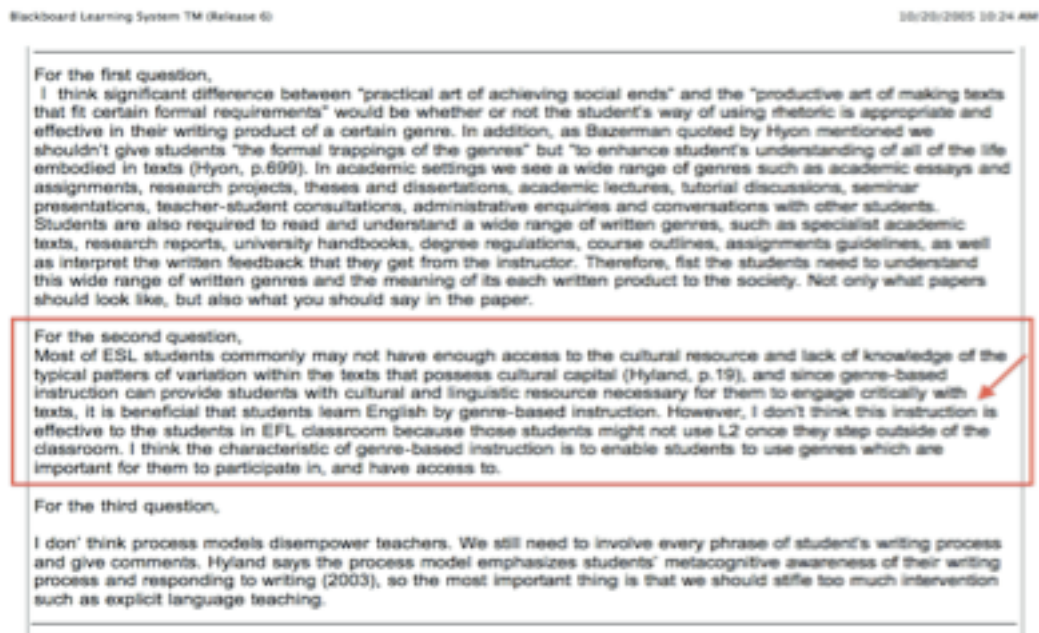 Blackboard Learning System TM (Release 6)
10/20/2005 10:24 AM
For the first question,
I think significant difference between "practical art of achieving social ends" and the "productive art of making texts
that fit certain formal requirements" would be whether or not the student's way of using rhetoric is appropriate and
effective in their writing product of a certain genre. In addition, as Bazerman quoted by Hyon mentioned we
shouldn't give students "the formal trappings of the genres" but "to enhance student's understanding of all of the life
embodied in texts (Hyon, p.699). In academic settings we see a wide range of genres such as academic essays and
assignments, research projects, theses and dissertations, academic lectures, tutorial discussions, seminar
presentations, teacher-student consultations, administrative enquiries and conversations with other students.
Students are also required to read and understand a wide range of written genres, such as specialist academic
texts, research reports, university handbooks, degree regulations, course outlines, assignments guidelines, as well
as interpret the written feedback that they get from the instructor. Therefore, fist the students need to understand
this wide range of written genres and the meaning of its each written product to the society. Not only what papers
should look like, but also what you should say in the paper.
For the second question,
Most of ESL students commonly may not have enough access to the cultural resource and lack of knowledge of the
typical patters of variation within the texts that possess cultural capital (Hyland, p.19), and since genre-based
instruction can provide students with cultural and linguistic resource necessary for them to engage critically with
texts, it is beneficial that students learn English by genre-based instruction. However, I don't think this instruction is
effective to the students in EFL classroom because those students might not use L2 once they step outside of the
classroom. I think the characteristic of genre-based instruction is to enable students to use genres which are
important for them to participate in, and have access to.
For the third question,
I don' think process models disempower teachers. We still need to involve every phrase of student's writing process
and give comments. Hyland says the process model emphasizes students' metacognitive awareness of their writing
process and responding to writing (2003), so the most important thing is that we should stifle too much intervention
such as explicit language teaching.